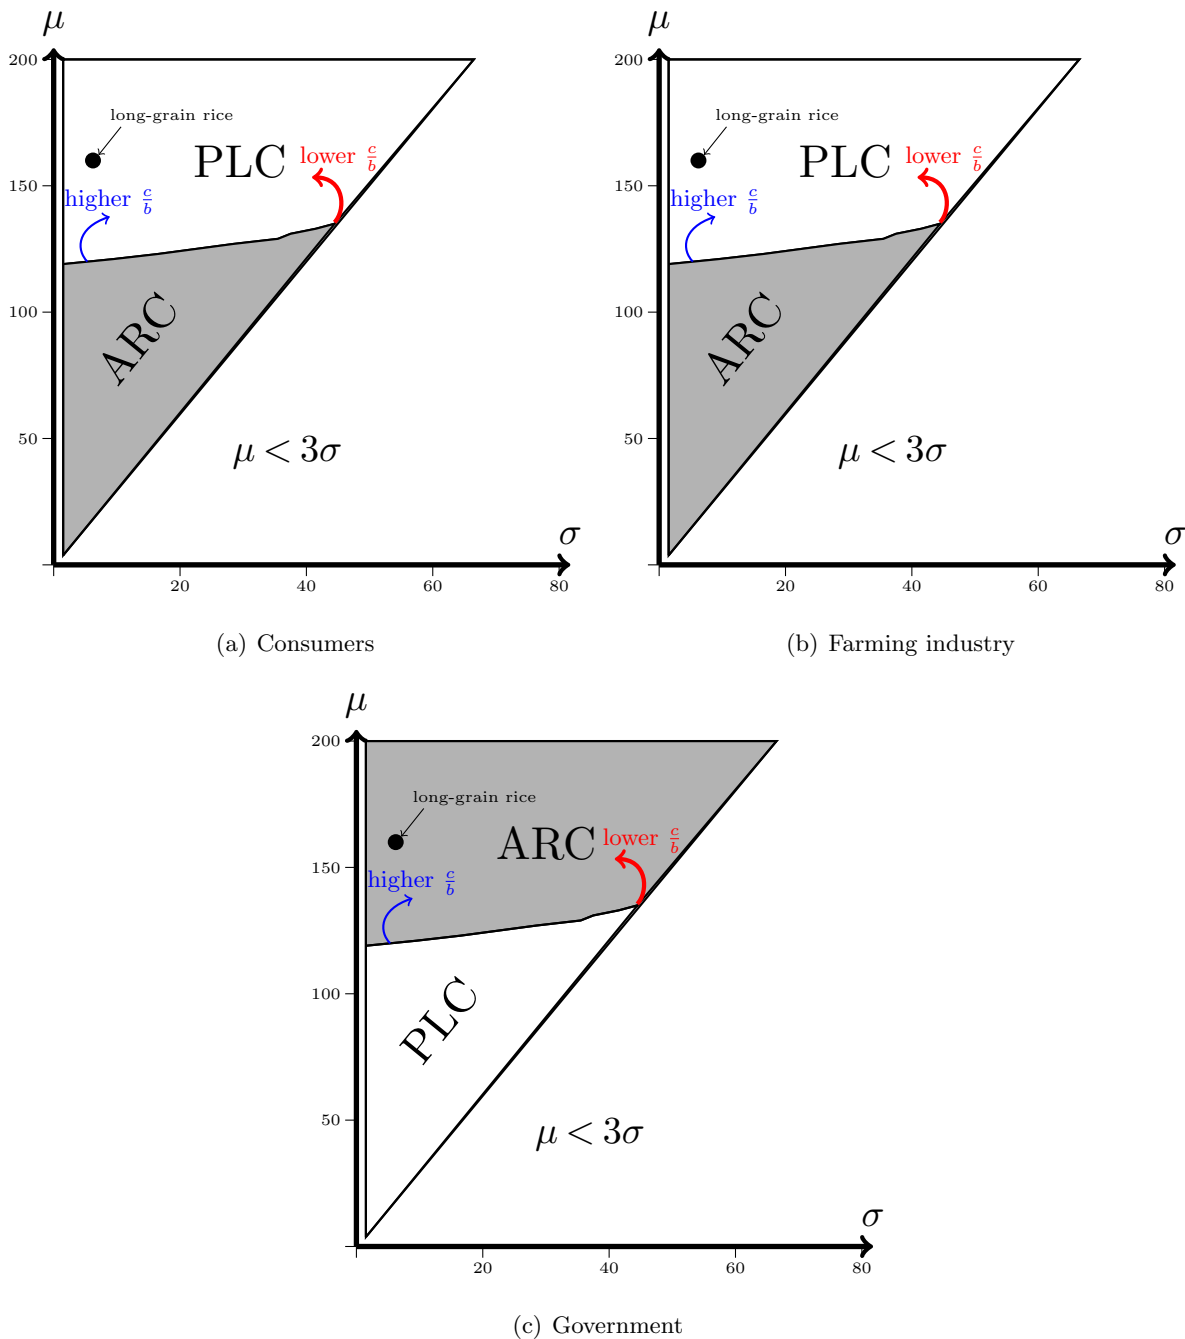 μ
200
150
100
50
long-grain rice
PLC
lower c/b
higher c/b
ARC
μ < 3σ
σ
20
40
60
80
(a) Consumers
μ
200
150
100
50
long-grain rice
PLC
lower c/b
higher c/b
ARC
μ < 3σ
σ
20
40
60
80
(b) Farming industry
μ
200
150
100
50
long-grain rice
ARC
lower c/b
higher c/b
PLC
μ < 3σ
σ
20
40
60
80
(c) Government